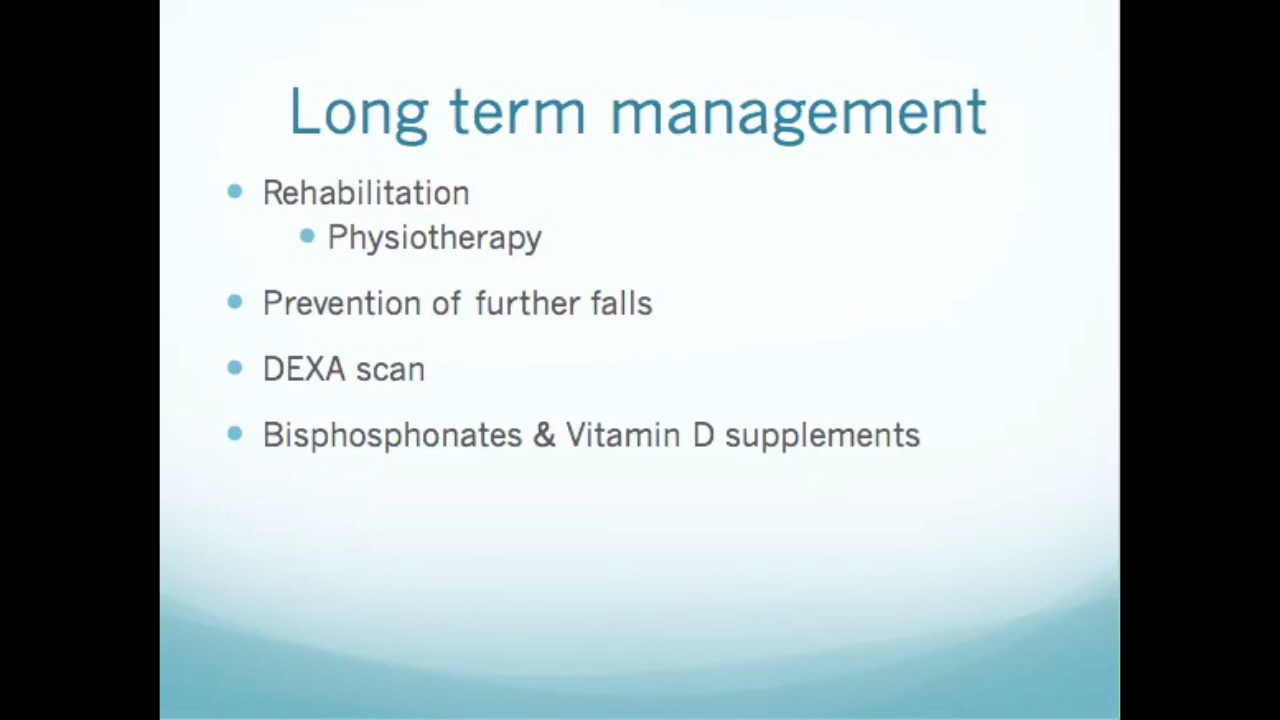 Long term management
Rehabilitation
Physiotherapy
Prevention of further falls
DEXA scan
Bisphosphonates & Vitamin D supplements